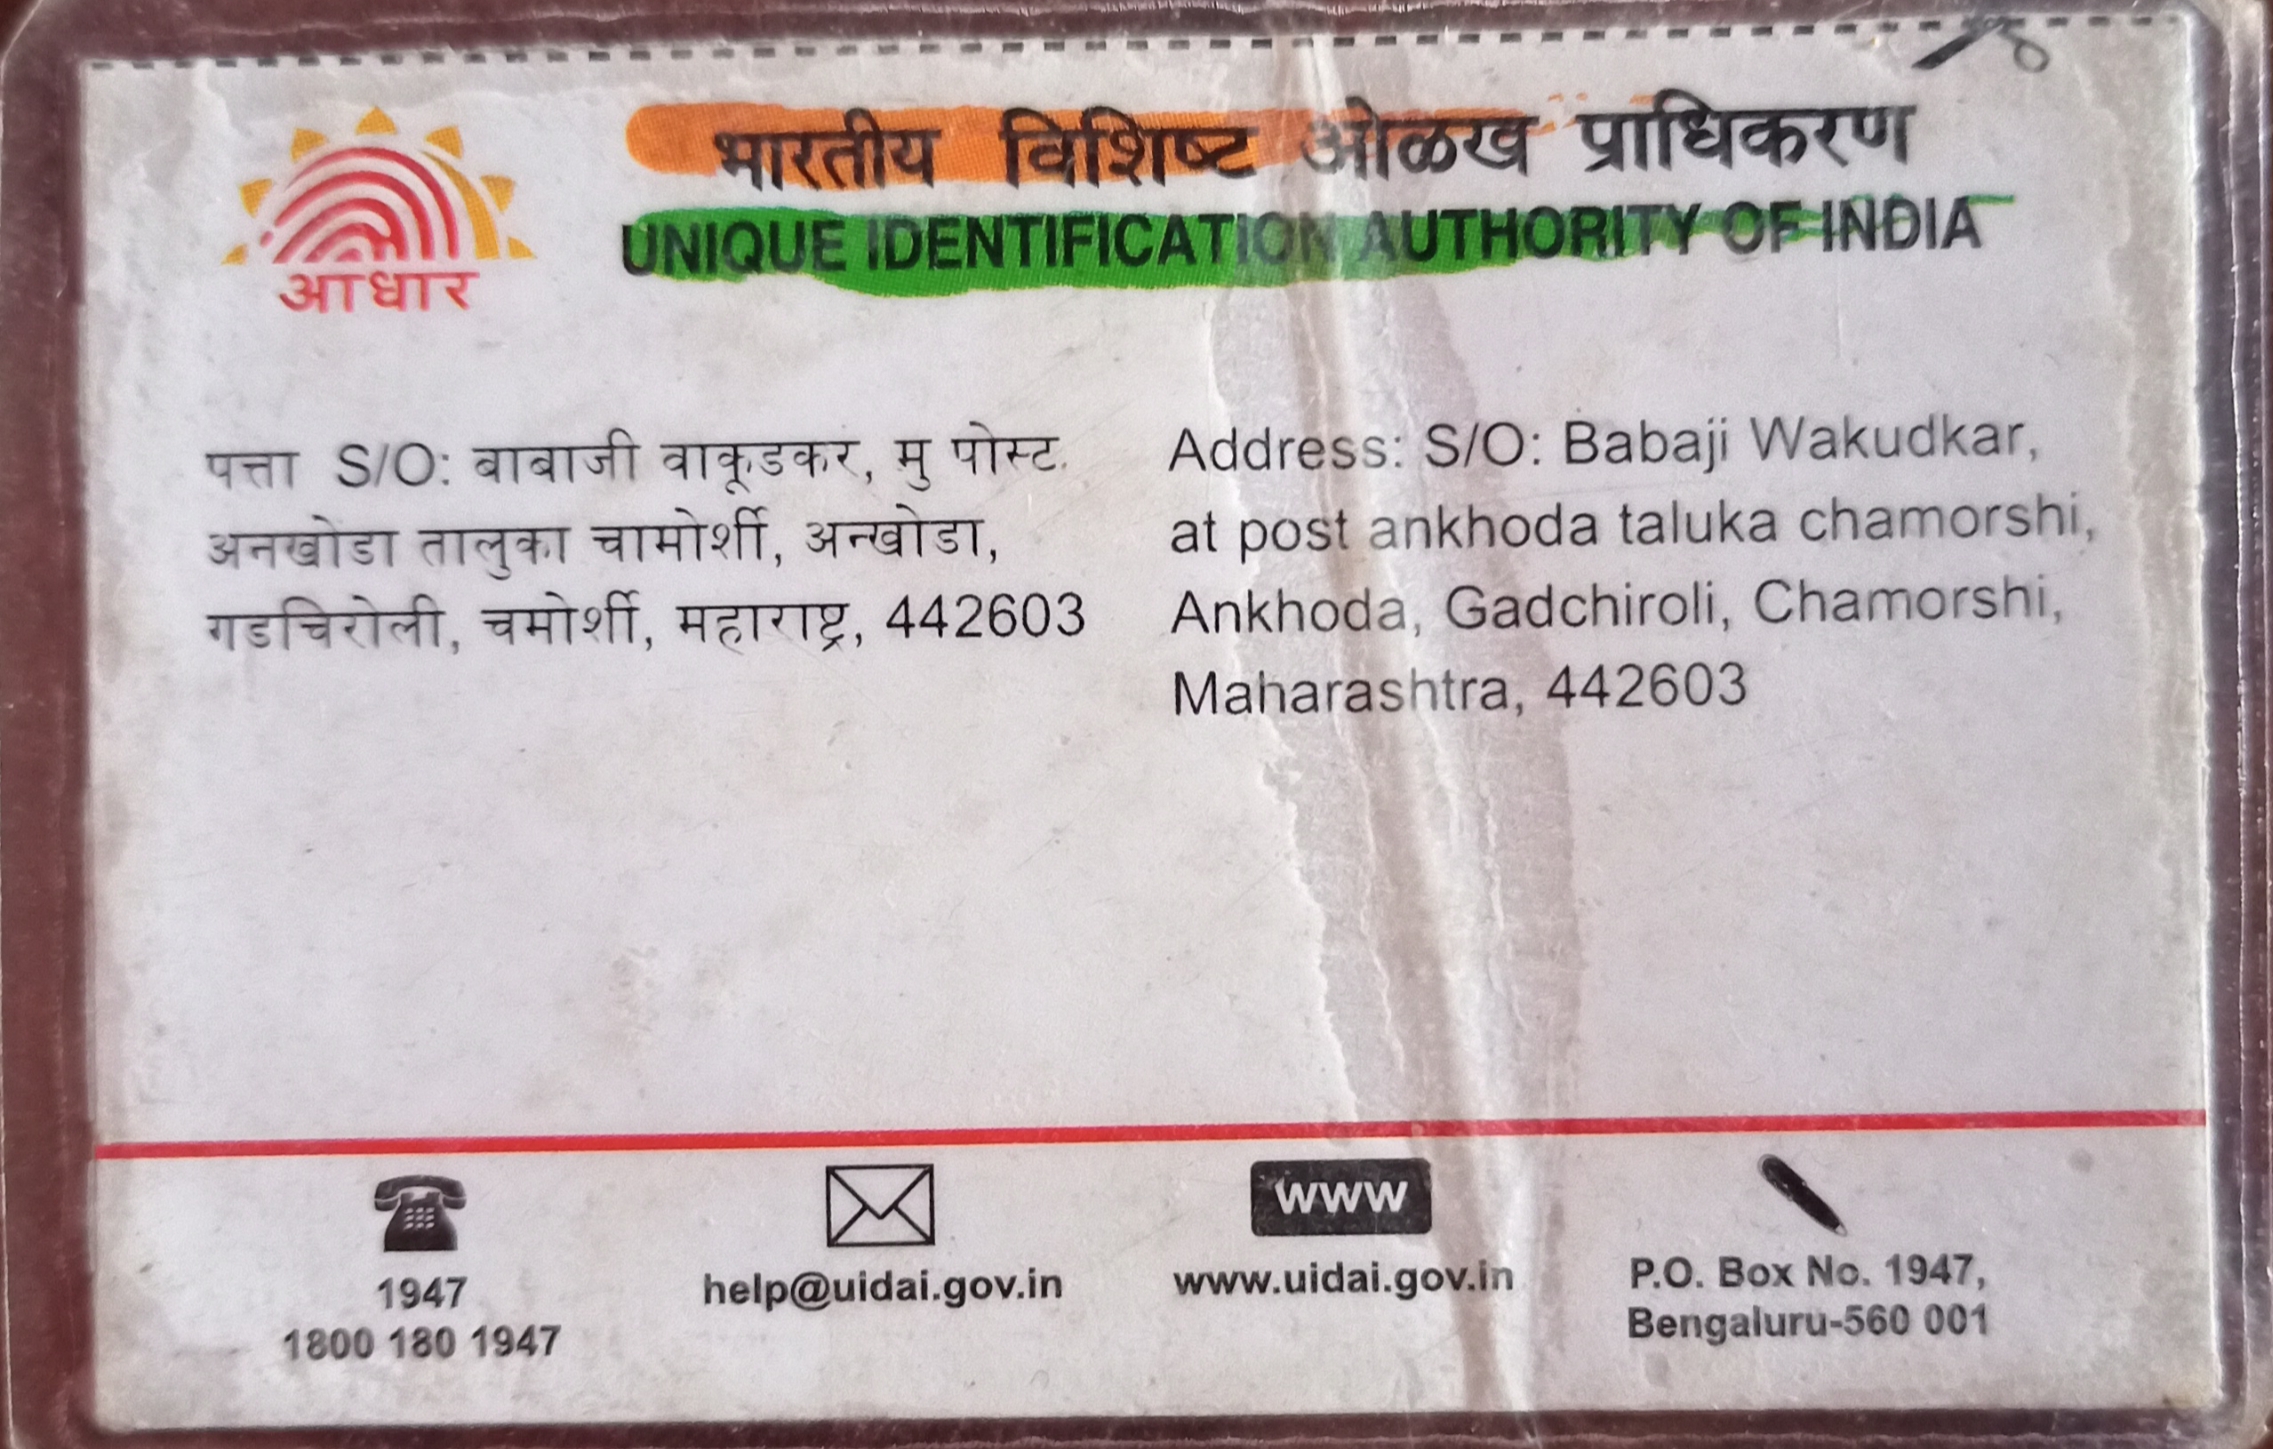 भारतीय विशिष्ट ओळख प्राधिकरण
UNIQUE IDENTIFICATION AUTHORITY OF INDIA
आधार
पत्ता S/O: बाबाजी वाकूडकर, मु पोस्ट.
अनखोडा तालुका चामोर्शी, अन्खोडा,
गडचिरोली, चमोर्शी, महाराष्ट्र, 442603
Address: S/O: Babaji Wakudkar,
at post ankhoda taluka chamorshi,
Ankhoda, Gadchiroli, Chamorshi,
Maharashtra, 442603
1947
1800 180 1947
help@uidai.gov.in
WWW
www.uidai.gov.in
P.O. Box No. 1947,
Bengaluru-560 001